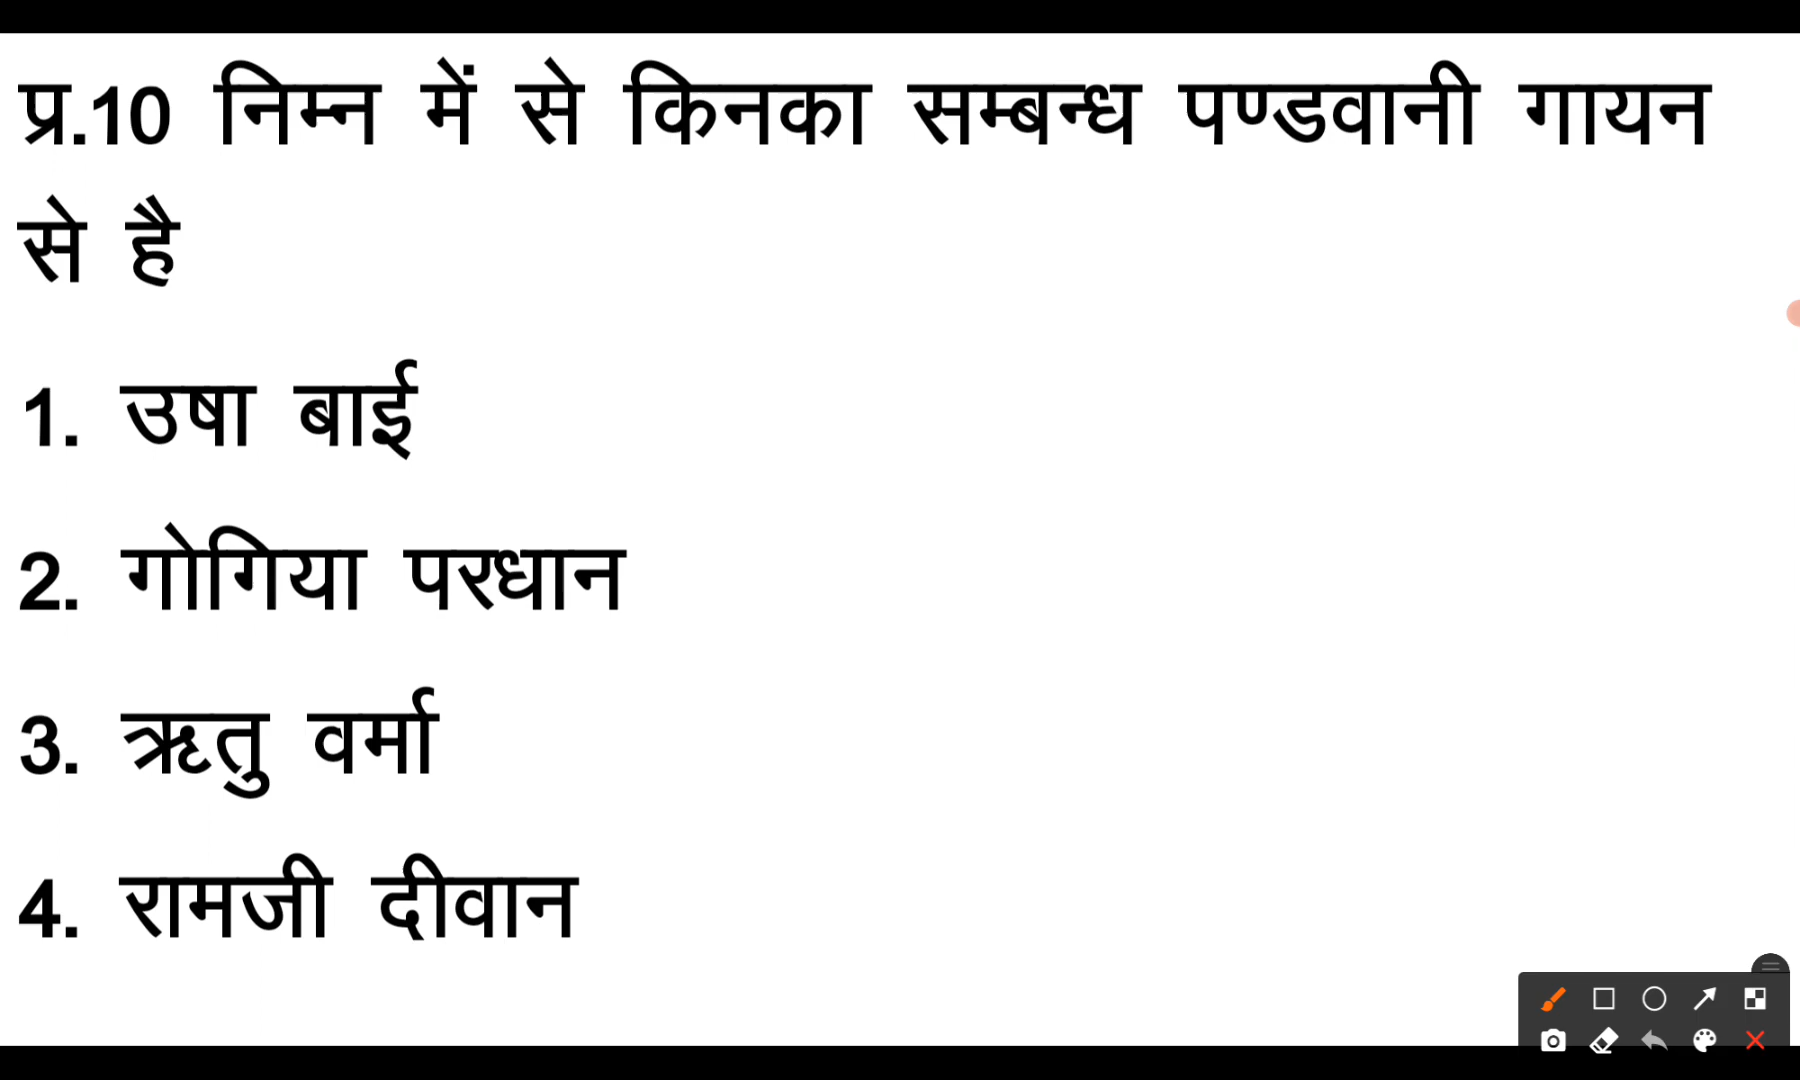 प्र.10 निम्न में से किनका सम्बन्ध पण्डवानी गायन
से है
1. उषा बाई
2. गोगिया परधान
3. ऋतु वर्मा
4. रामजी दीवान